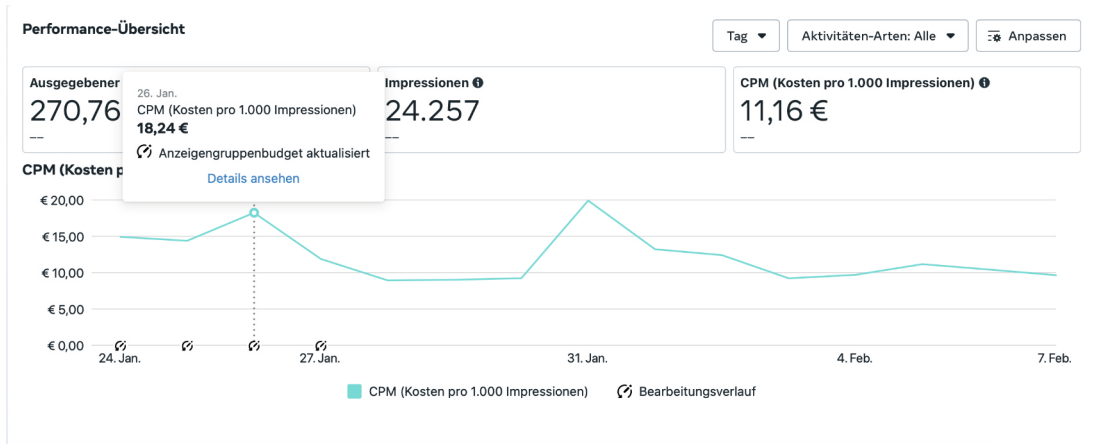 Performance-Übersicht
Tag
Aktivitäten-Arten: Alle
Anpassen
Ausgegebener
270,76
––
Impressionen
24.257
––
CPM (Kosten pro 1.000 Impressionen)
11,16 €
––
26. Jan.
CPM (Kosten pro 1.000 Impressionen)
18,24 €
Anzeigengruppenbudget aktualisiert
Details ansehen
CPM (Kosten p
€ 20,00
€ 15,00
€ 10,00
€ 5,00
€ 0,00
24. Jan.
27. Jan.
31. Jan.
4. Feb.
7. Feb.
CPM (Kosten pro 1.000 Impressionen)
Bearbeitungsverlauf